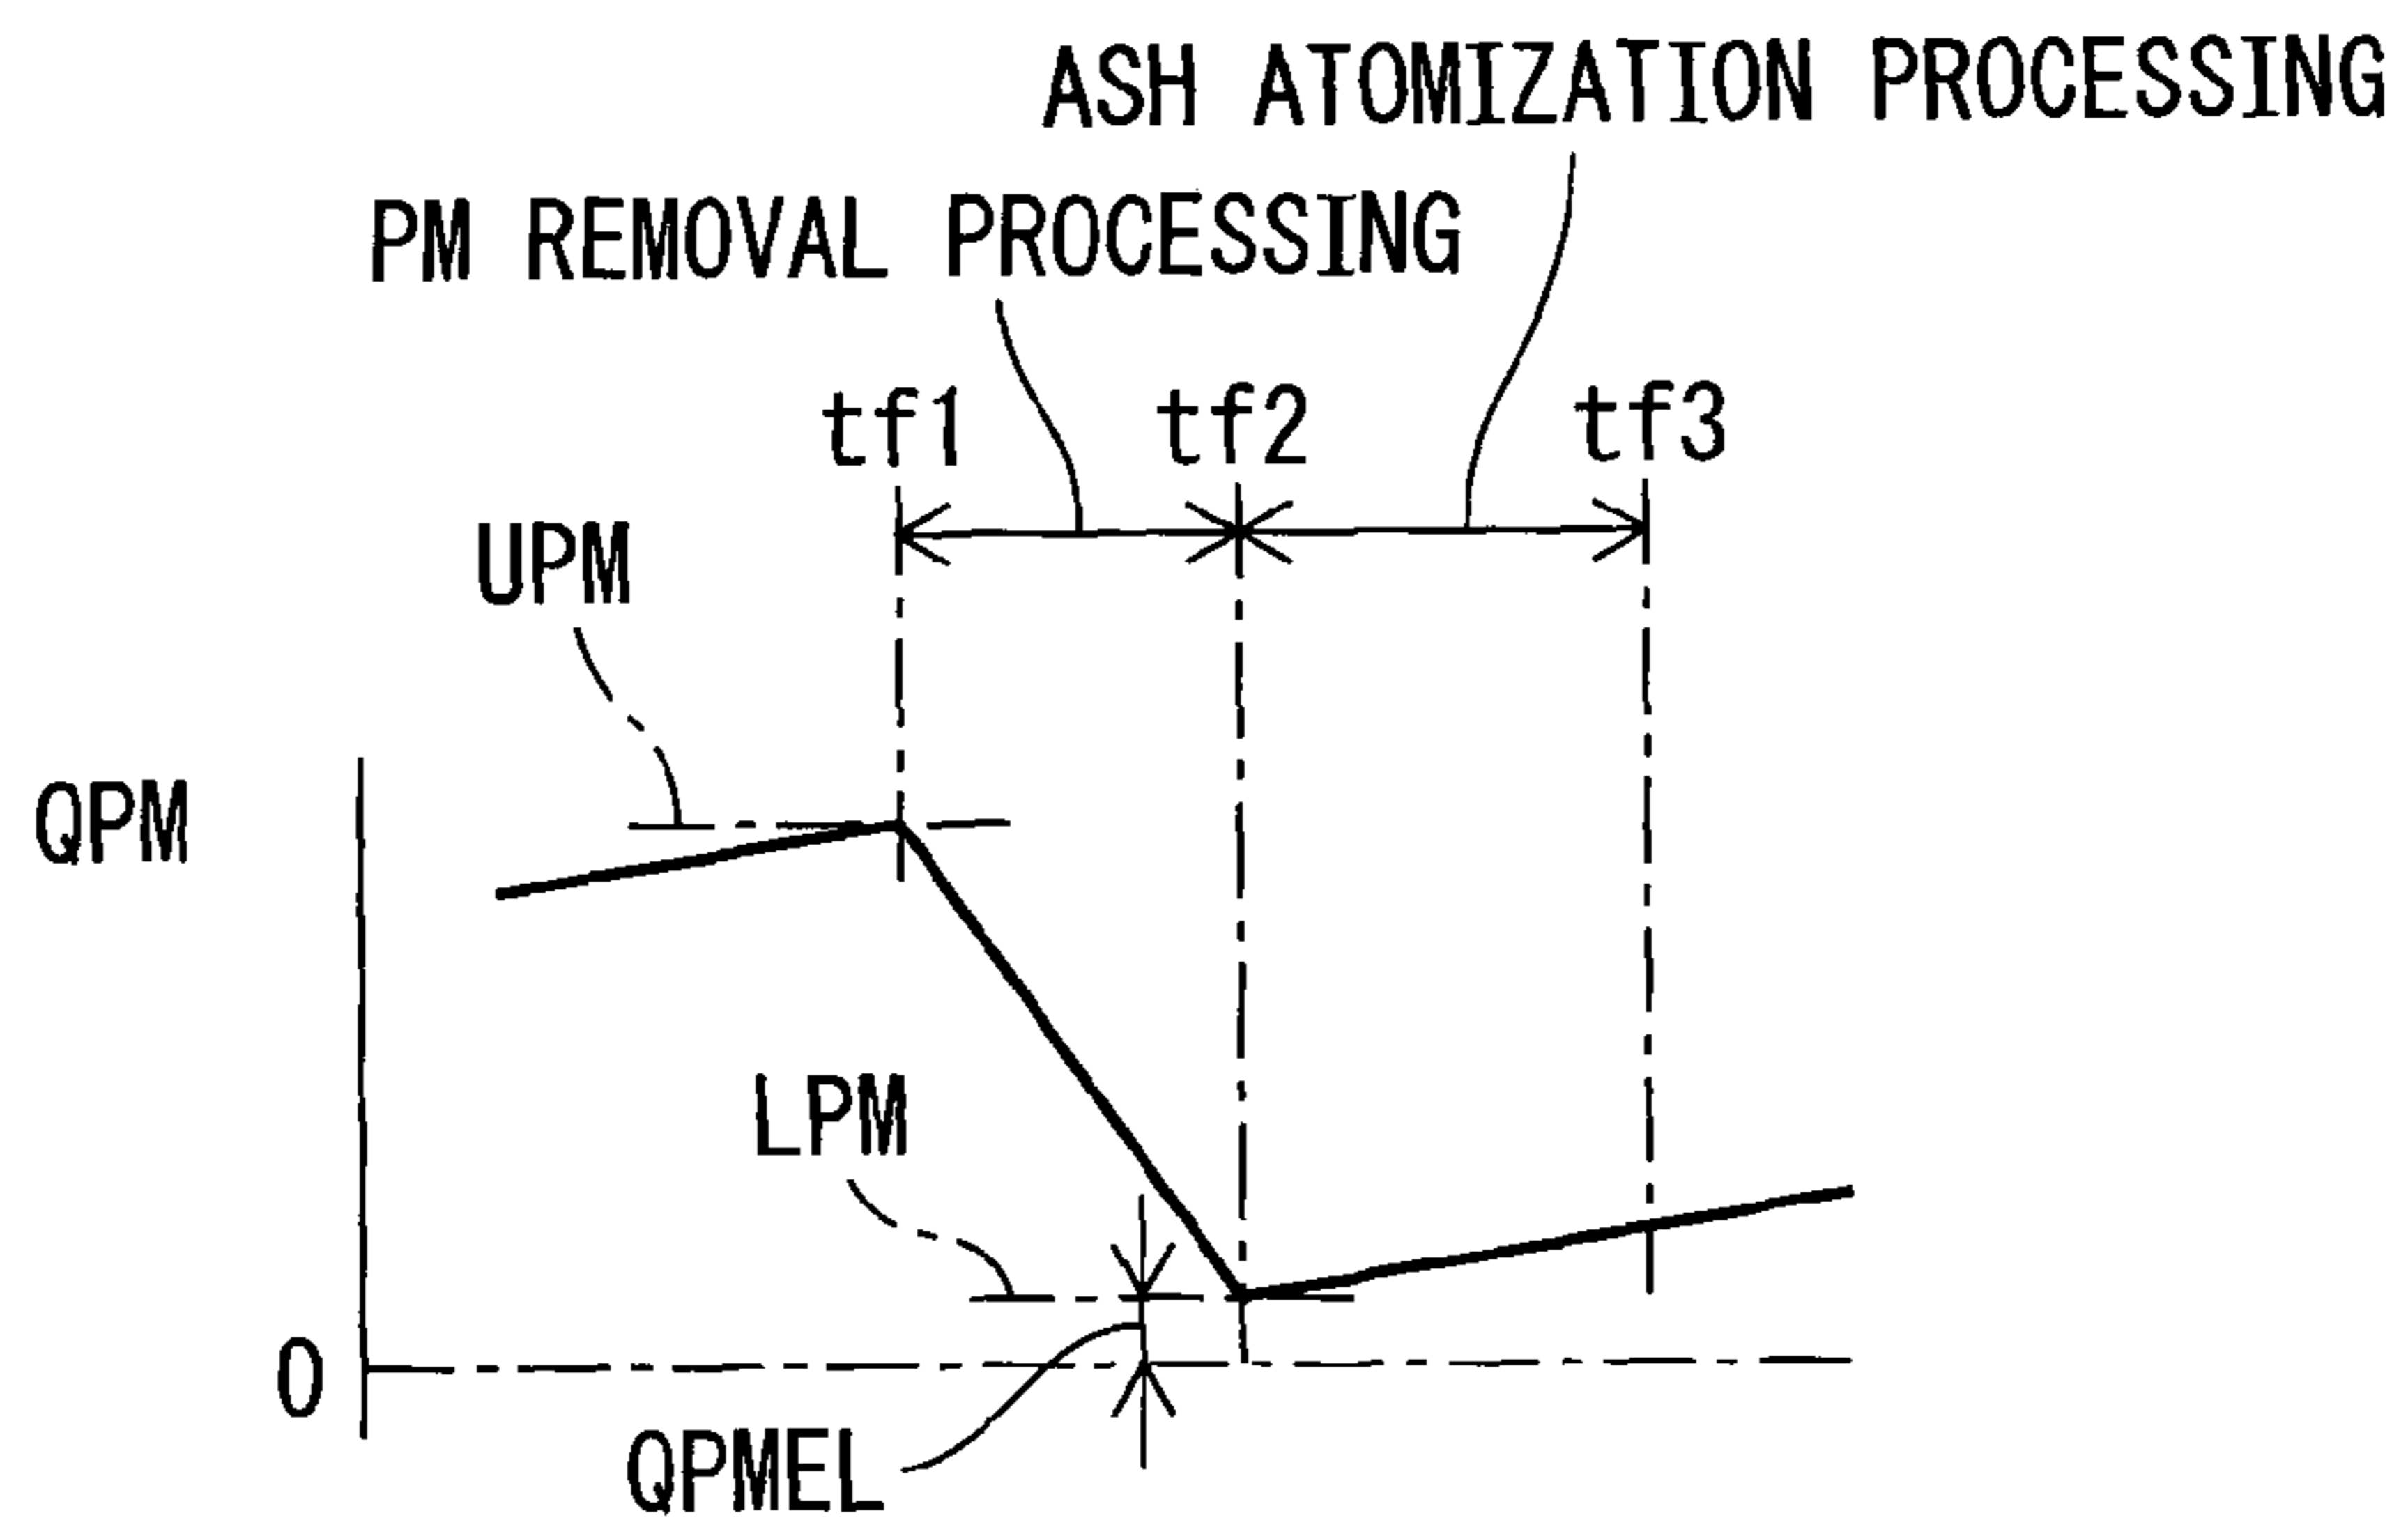 ASH ATOMIZATION PROCESSING
PM REMOVAL PROCESSING
tf1 tf2 tf3
UPM
QPM
LPM
0
QPMEL